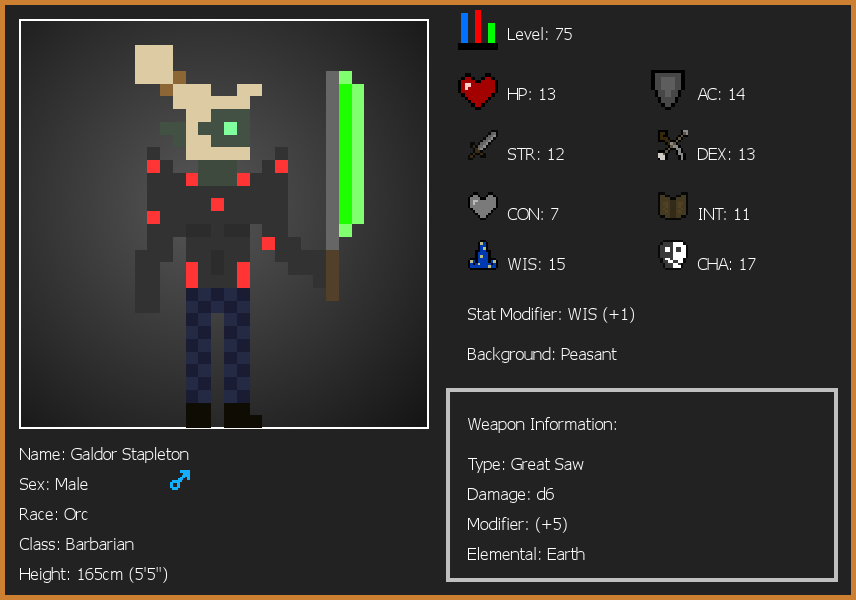 Level: 75
HP: 13
AC: 14
STR: 12
DEX: 13
CON: 7
INT: 11
WIS: 15
CHA: 17
Stat Modifier: WIS (+1)
Background: Peasant
Weapon Information:
Type: Great Saw
Damage: d6
Modifier: (+5)
Elemental: Earth
Name: Galdor Stapleton
Sex: Male
Race: Orc
Class: Barbarian
Height: 165cm (5'5")